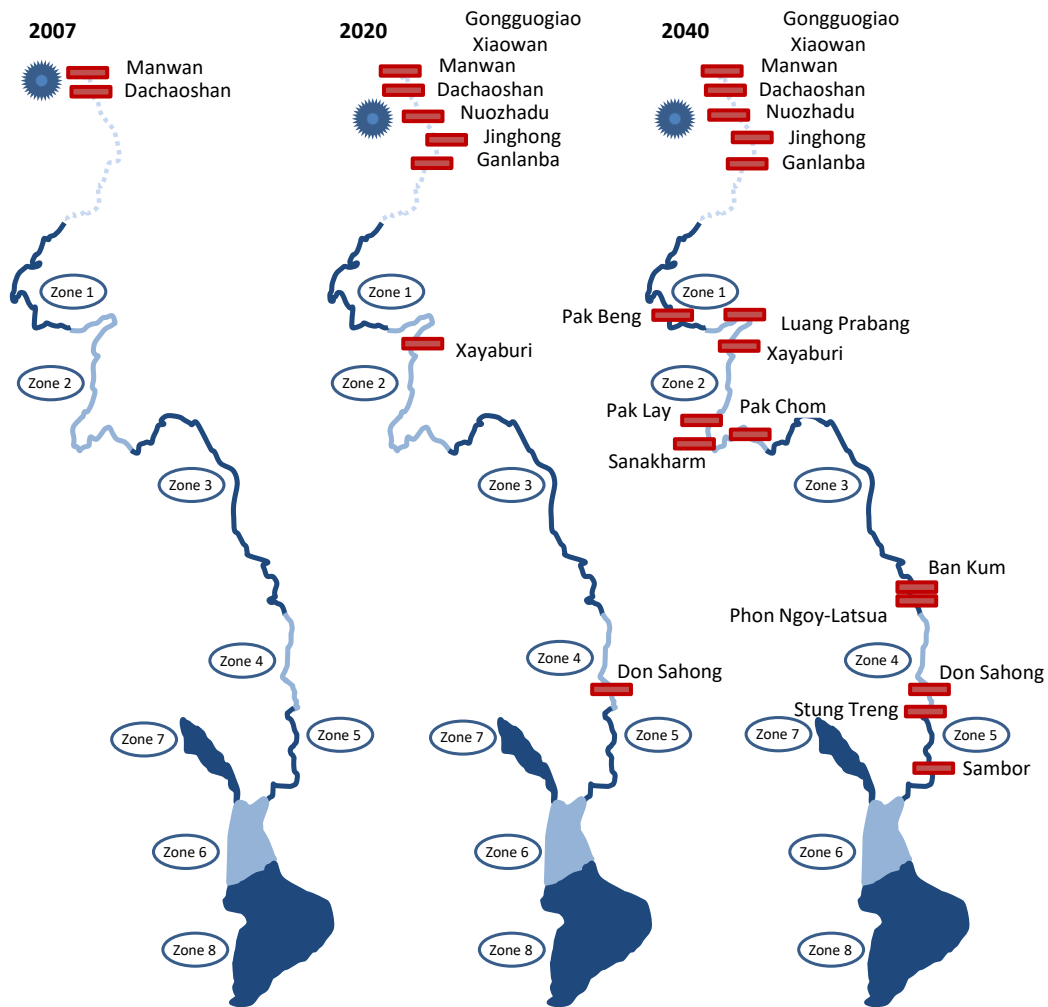 2007
Manwan
Dachaoshan
Zone 1
Zone 2
Zone 3
Zone 4
Zone 5
Zone 7
Zone 6
Zone 8
2020
Gongguogiao
Xiaowan
Manwan
Dachaoshan
Nuozhadu
Jinghong
Ganlanba
Zone 1
Xayaburi
Zone 2
Zone 3
Zone 4
Don Sahong
Zone 5
Zone 7
Zone 6
Zone 8
2040
Gongguogiao
Xiaowan
Manwan
Dachaoshan
Nuozhadu
Jinghong
Ganlanba
Zone 1
Pak Beng
Luang Prabang
Xayaburi
Zone 2
Pak Lay
Pak Chom
Sanakharm
Zone 3
Ban Kum
Phon Ngoy-Latsua
Zone 4
Don Sahong
Stung Treng
Zone 5
Zone 7
Sambor
Zone 6
Zone 8